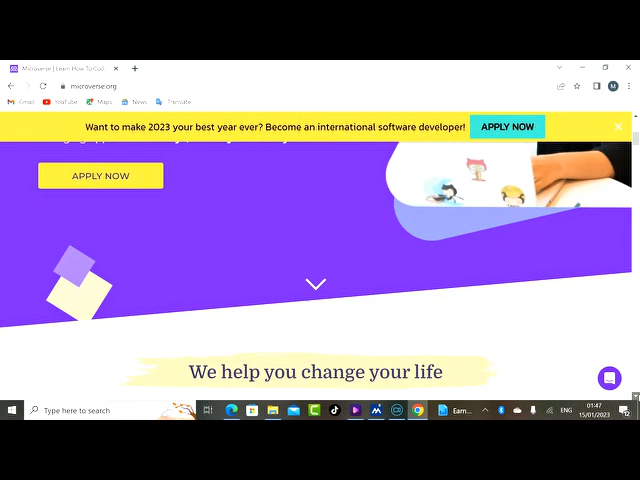 Microverse | Learn How To Cod
microverse.org
M
Gmail YouTube Maps News Translate
Want to make 2023 your best year ever? Become an international software developer! APPLY NOW
APPLY NOW
We help you change your life
Type here to search
Earn...
ENG
01:47
15/01/2023
12